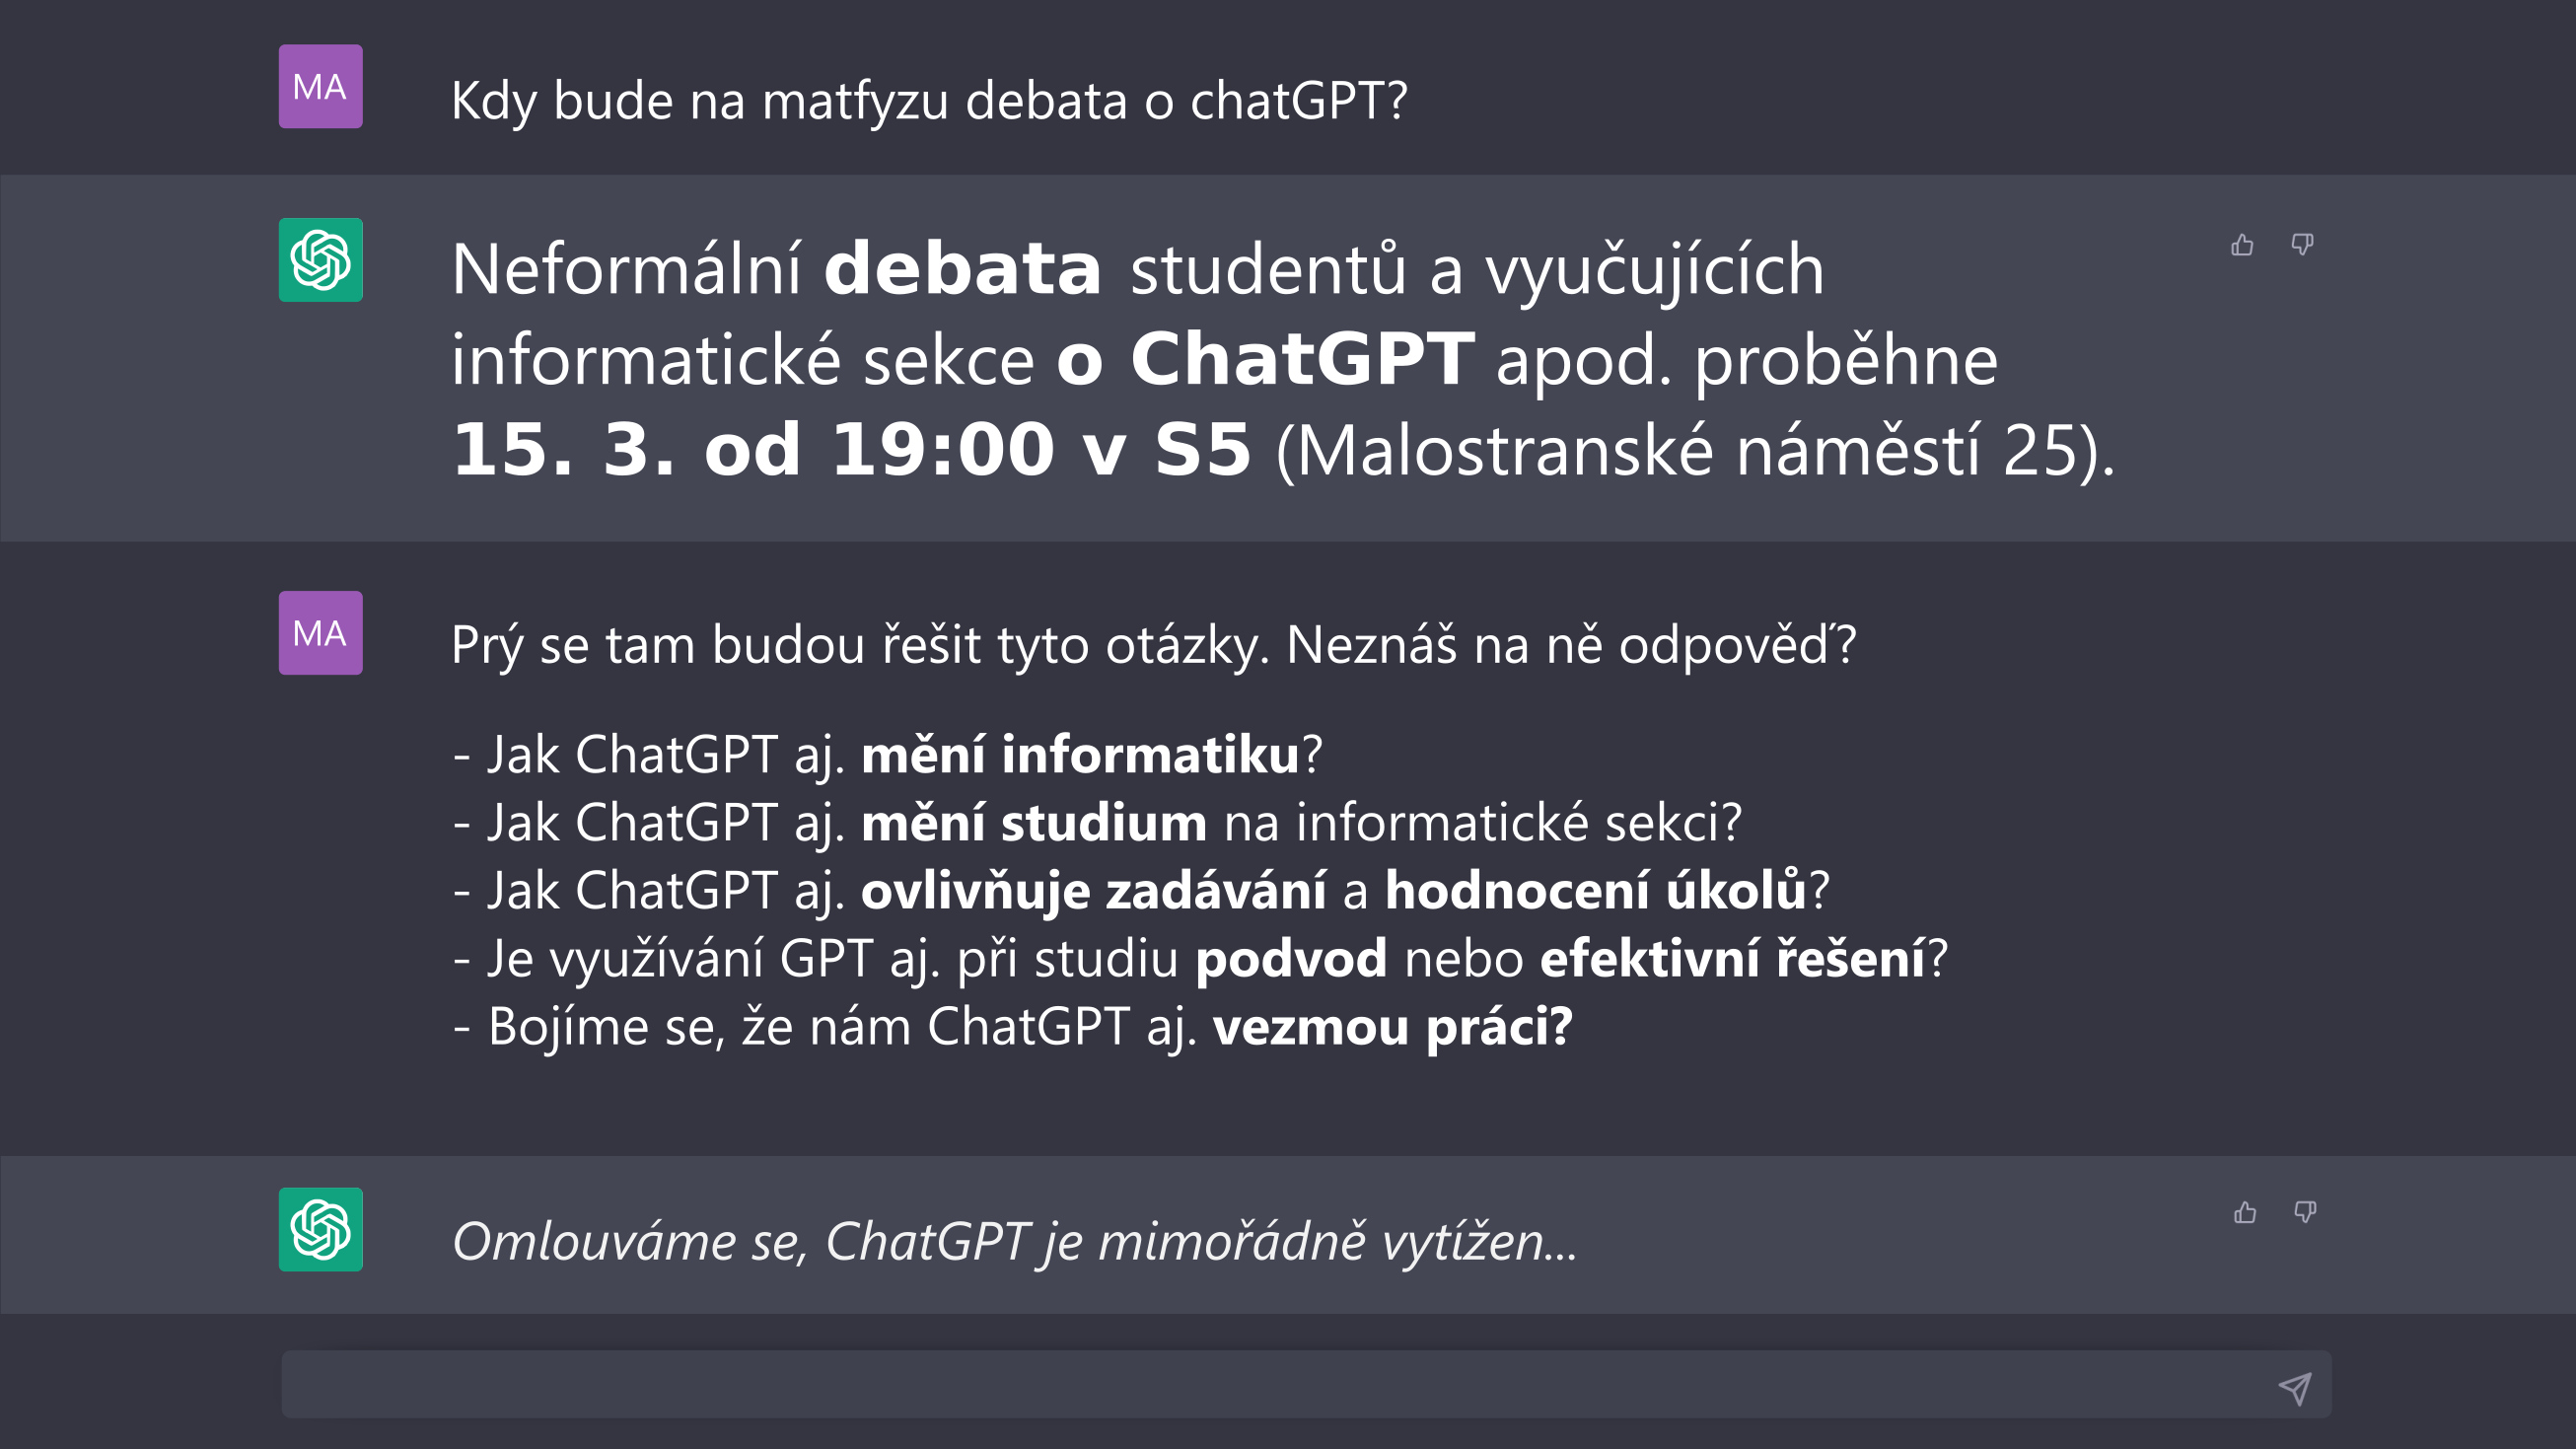 MA
Kdy bude na matfyzu debata o chatGPT?
Neformální debata studentů a vyučujících
informatické sekce o ChatGPT apod. proběhne
15. 3. od 19:00 v S5 (Malostranské náměstí 25).
MA
Prý se tam budou řešit tyto otázky. Neznáš na ně odpověď?
- Jak ChatGPT aj. mění informatiku?
- Jak ChatGPT aj. mění studium na informatické sekci?
- Jak ChatGPT aj. ovlivňuje zadávání a hodnocení úkolů?
- Je využívání GPT aj. při studiu podvod nebo efektivní řešení?
- Bojíme se, že nám ChatGPT aj. vezmou práci?
Omlouváme se, ChatGPT je mimořádně vytížen...